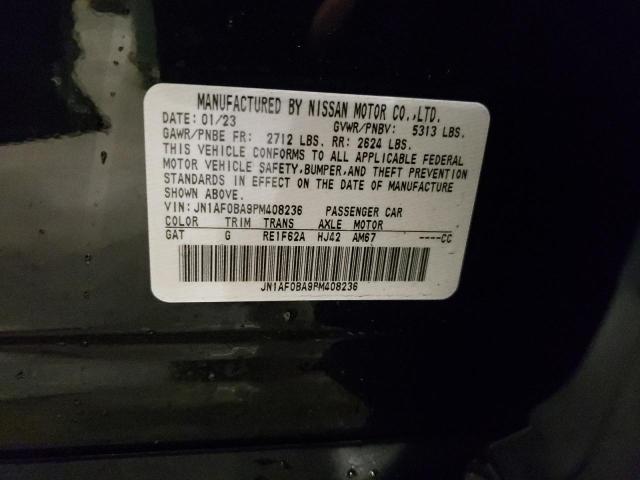 MANUFACTURED BY NISSAN MOTOR CO.,LTD.
DATE: 01/23 GVWR/PNBV: 5313 LBS.
GAWR/PNBE FR: 2712 LBS. RR: 2624 LBS.
THIS VEHICLE CONFORMS TO ALL APPLICABLE FEDERAL
MOTOR VEHICLE SAFETY,BUMPER,AND THEFT PREVENTION
STANDARDS IN EFFECT ON THE DATE OF MANUFACTURE
SHOWN ABOVE.
VIN: JN1AF0BA9PM408236 PASSENGER CAR
COLOR TRIM TRANS AXLE MOTOR
GAT G RE1F62A HJ42 AM67 ----CC
JN1AF0BA9PM408236